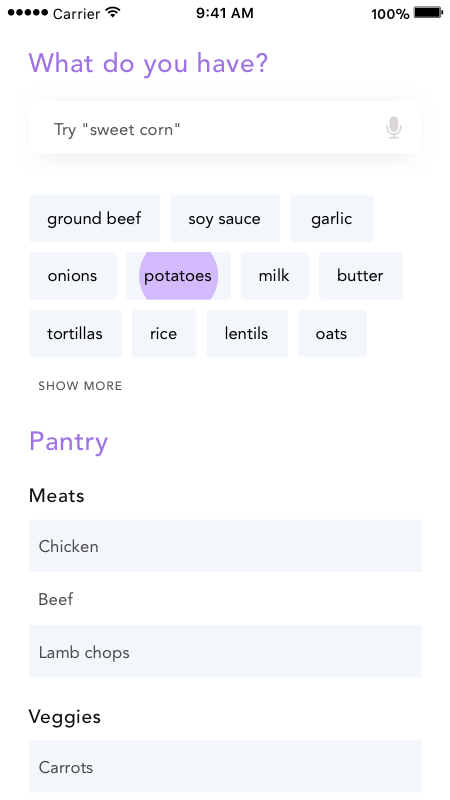 Carrier 9:41 AM 100%
What do you have?
Try "sweet corn"
ground beef soy sauce garlic
onions potatoes milk butter
tortillas rice lentils oats
SHOW MORE
Pantry
Meats
Chicken
Beef
Lamb chops
Veggies
Carrots